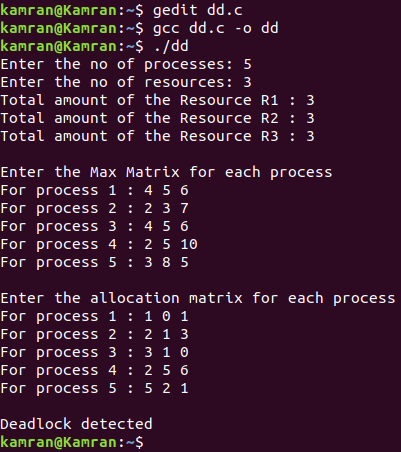 kamran@Kamran:~$ gedit dd.c
kamran@Kamran:~$ gcc dd.c -o dd
kamran@Kamran:~$ ./dd
Enter the no of processes: 5
Enter the no of resources: 3
Total amount of the Resource R1 : 3
Total amount of the Resource R2 : 3
Total amount of the Resource R3 : 3
Enter the Max Matrix for each process
For process 1 : 4 5 6
For process 2 : 2 3 7
For process 3 : 4 5 6
For process 4 : 2 5 10
For process 5 : 3 8 5
Enter the allocation matrix for each process
For process 1 : 1 0 1
For process 2 : 2 1 3
For process 3 : 3 1 0
For process 4 : 2 5 6
For process 5 : 5 2 1
Deadlock detected
kamran@Kamran:~$